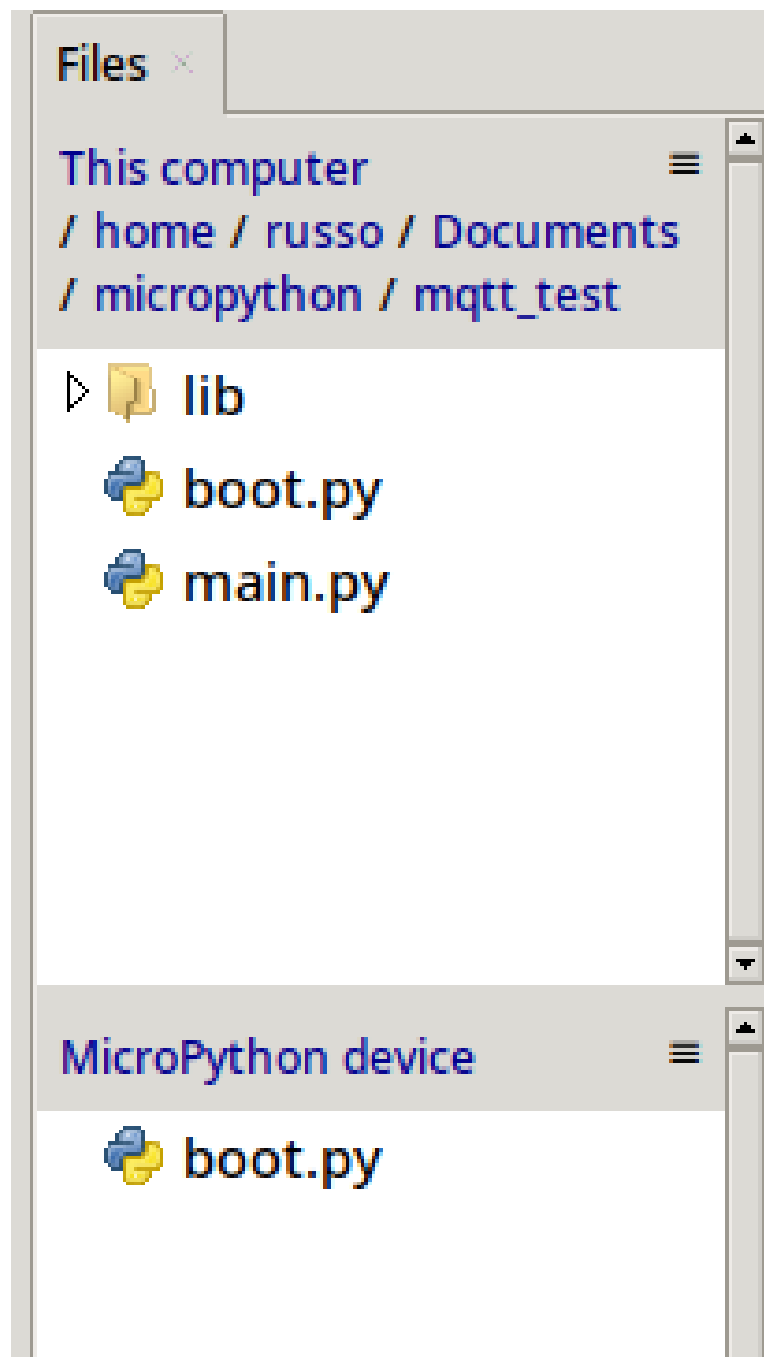 Files
This computer
/ home / russo / Documents
/ micropython / mqtt_test
lib
boot.py
main.py
MicroPython device
boot.py